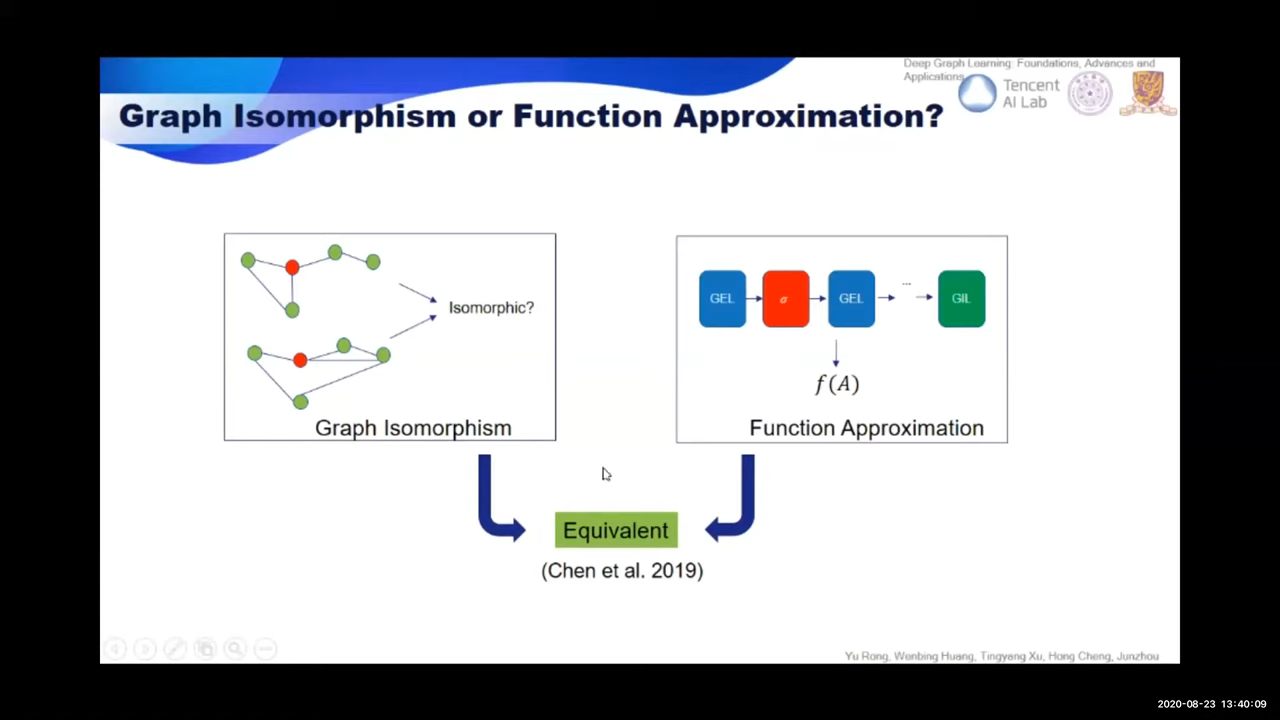 Deep Graph Learning: Foundations, Advances and
Applications
Tencent
AI Lab
Graph Isomorphism or Function Approximation?
Isomorphic?
Graph Isomorphism
GEL
σ
GEL
...
GIL
f(A)
Function Approximation
Equivalent
(Chen et al. 2019)
Yu Rong, Wenbing Huang, Tingyang Xu, Hong Cheng, Junzhou
2020-08-23 13:40:09